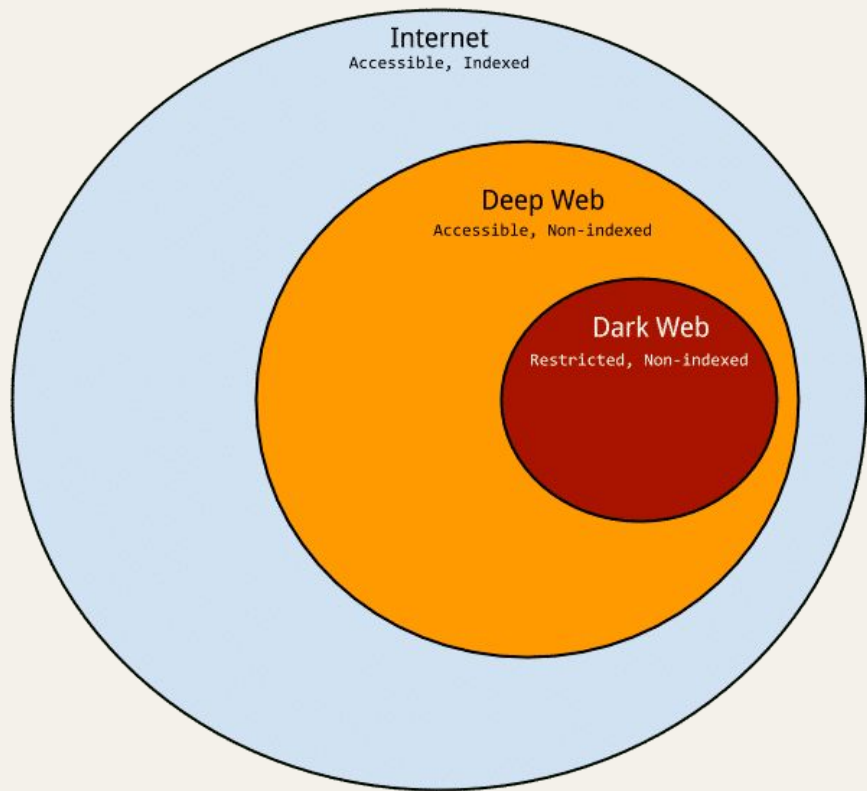 Internet
Accessible, Indexed
Deep Web
Accessible, Non-indexed
Dark Web
Restricted, Non-indexed